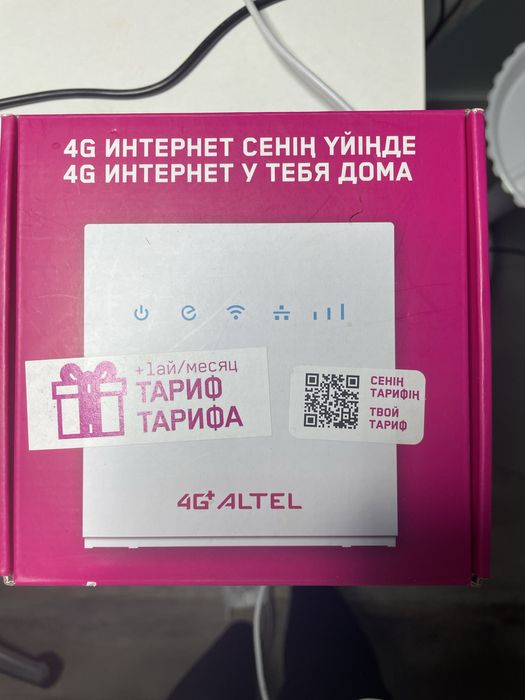 4G ИНТЕРНЕТ СЕНІҢ ҮЙІҢДЕ
4G ИНТЕРНЕТ У ТЕБЯ ДОМА
+1ай/месяц
ТАРИФ
ТАРИФА
СЕНІҢ
ТАРИФІҢ
ТВОЙ
ТАРИФ
4G+ ALTEL